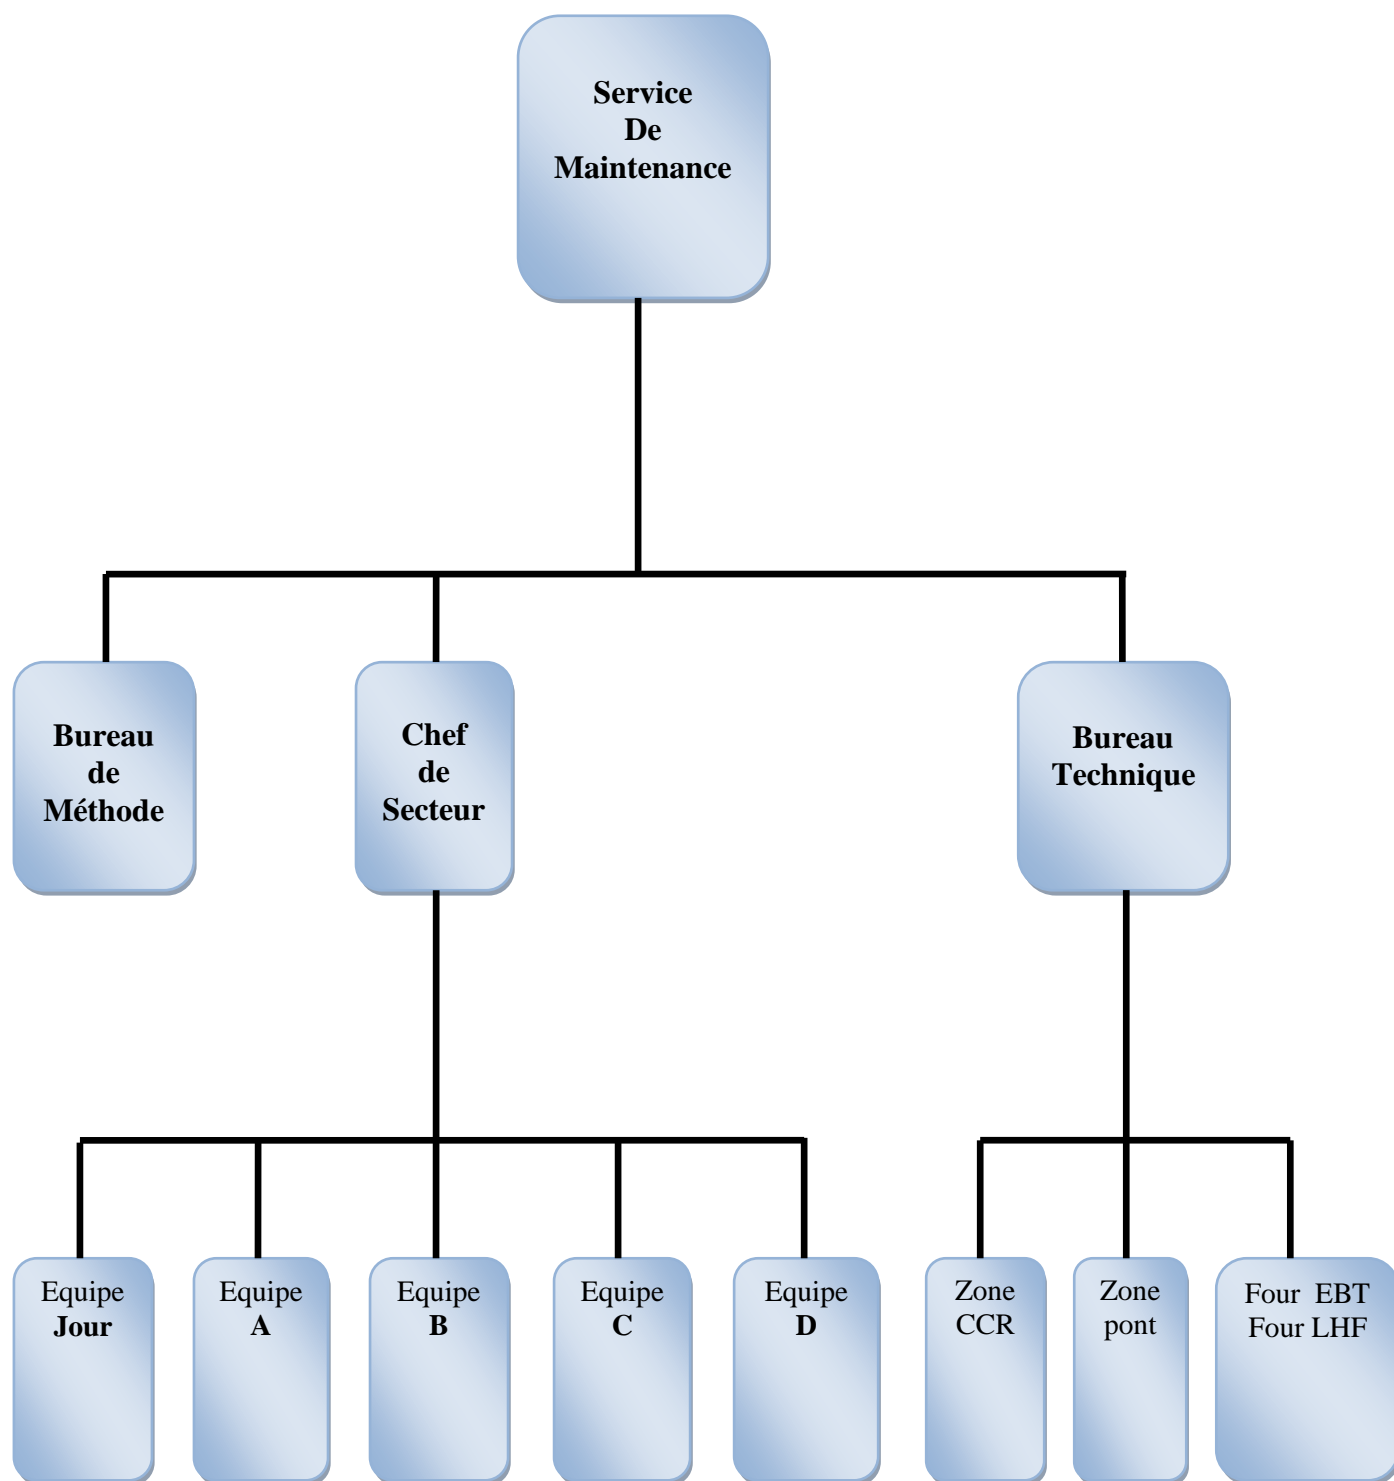 Service
De
Maintenance
Bureau
de
Méthode
Chef
de
Secteur
Bureau
Technique
Equipe
Jour
Equipe
A
Equipe
B
Equipe
C
Equipe
D
Zone
CCR
Zone
pont
Four  EBT
Four LHF